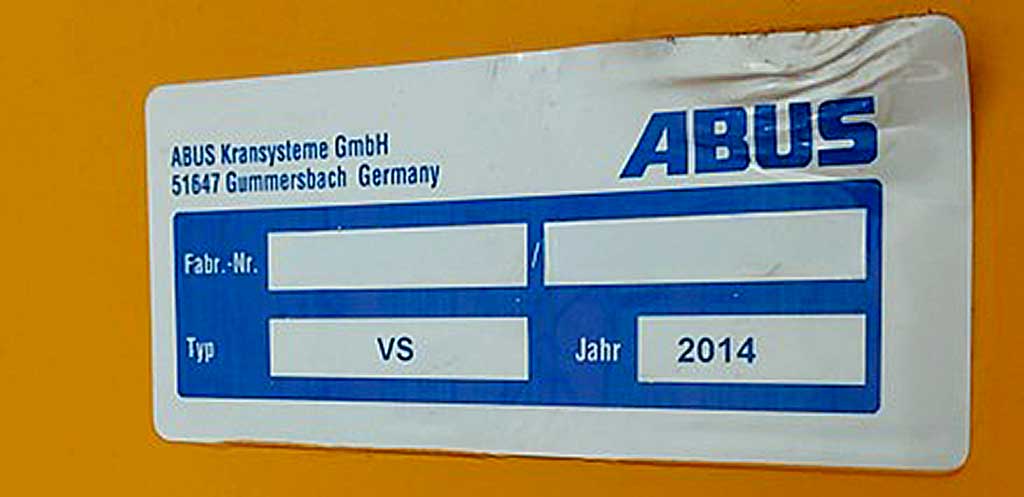 ABUS Kransysteme GmbH
51647 Gummersbach Germany
ABUS
Fabr.-Nr. /
Typ VS Jahr 2014